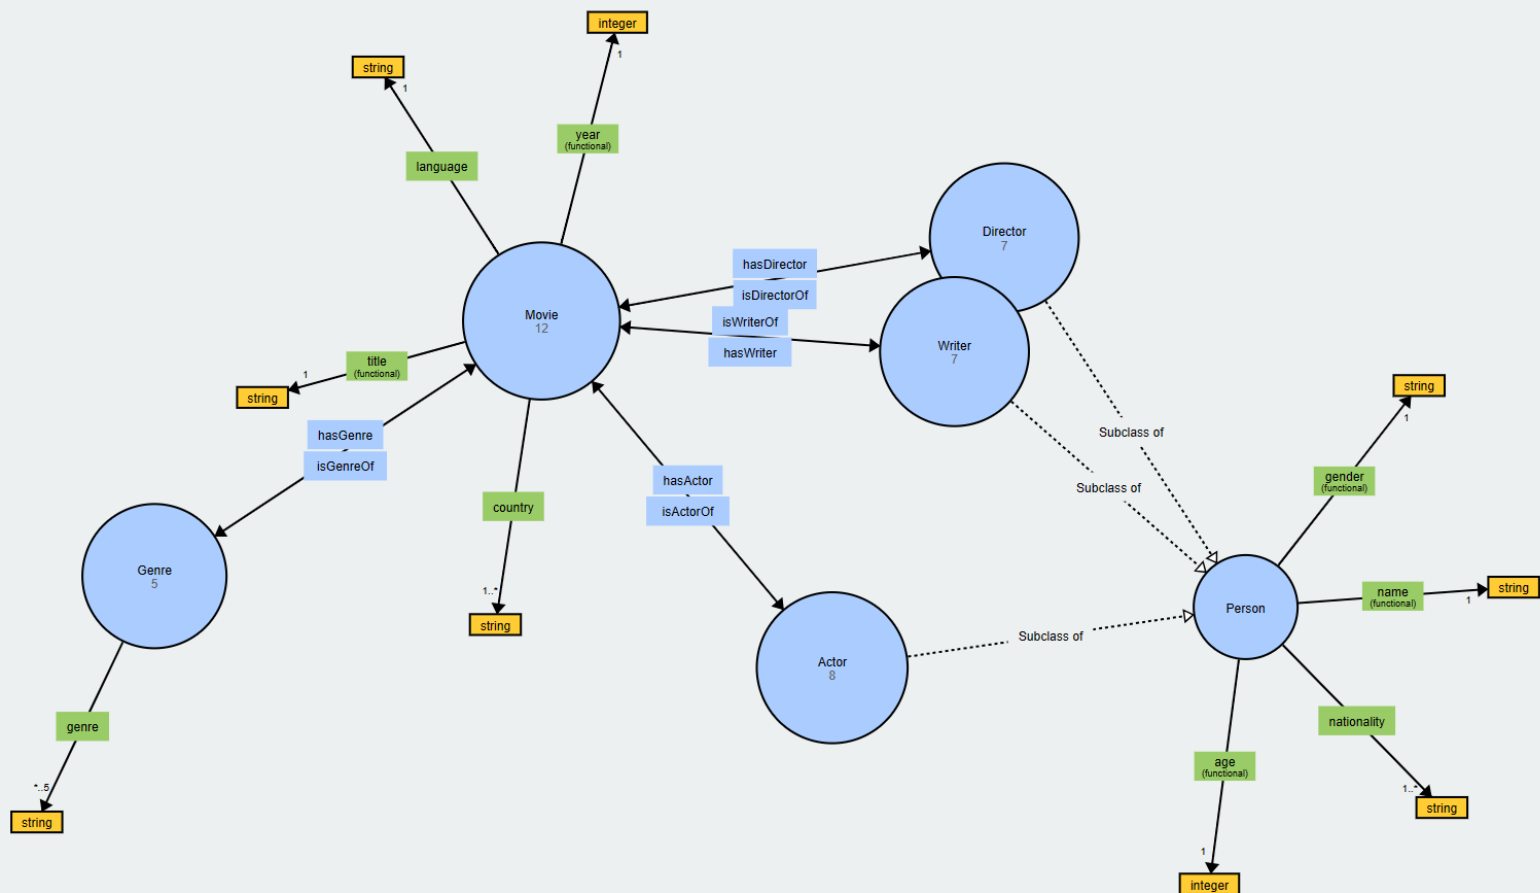 integer
1
string
1
year
(functional)
language
Director
7
hasDirector
isDirectorOf
Movie
12
isWriterOf
hasWriter
Writer
7
title
(functional)
1
string
string
1
hasGenre
isGenreOf
Subclass of
hasActor
isActorOf
gender
(functional)
Subclass of
country
Genre
5
1..*
string
name
(functional)
string
1
Person
Subclass of
Actor
8
genre
nationality
age
(functional)
*..5
string
1..*
string
1
integer